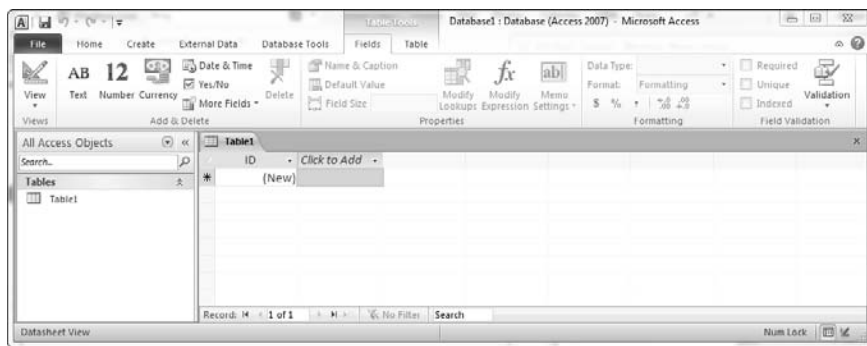 A Table Tools Database1 : Database (Access 2007) - Microsoft Access
File Home Create External Data Database Tools Fields Table
View
AB Text
12 Number
Currency
Date & Time
Yes/No
More Fields
Delete
Name & Caption
Default Value
Field Size
Modify Lookups
fx Modify Expression
ab Memo Settings
Data Type:
Format: Formatting
$ %
Required
Unique
Indexed
Validation
Views Add & Delete Properties Formatting Field Validation
All Access Objects
Search...
Tables
Table1
Table1
ID Click to Add
(New)
Record: 1 of 1 No Filter Search
Datasheet View Num Lock